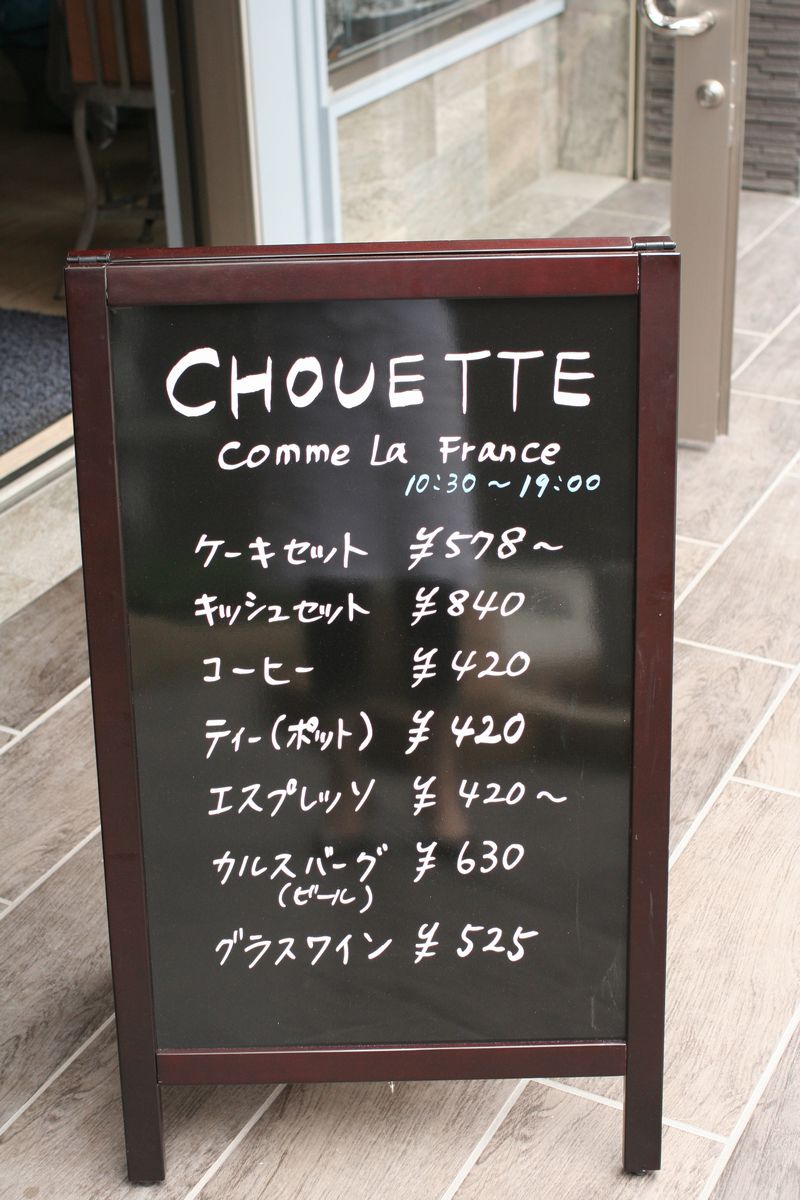 CHOUETTE
comme La France
10:30~19:00
ケーキセット ¥578~
キッシュセット ¥840
コーヒー ¥420
ティー(ポット) ¥420
エスプレッソ ¥420~
カルスバーグ ¥630
(ビール)
グラスワイン ¥525